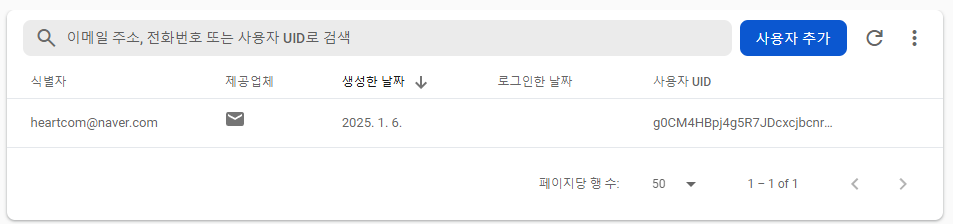 이메일 주소, 전화번호 또는 사용자 UID로 검색
사용자 추가
식별자 제공업체 생성한 날짜 로그인한 날짜 사용자 UID
heartcom@naver.com 2025. 1. 6. g0CM4HBpj4g5R7JDcxcjbcnr...
페이지당 행 수: 50 1 – 1 of 1